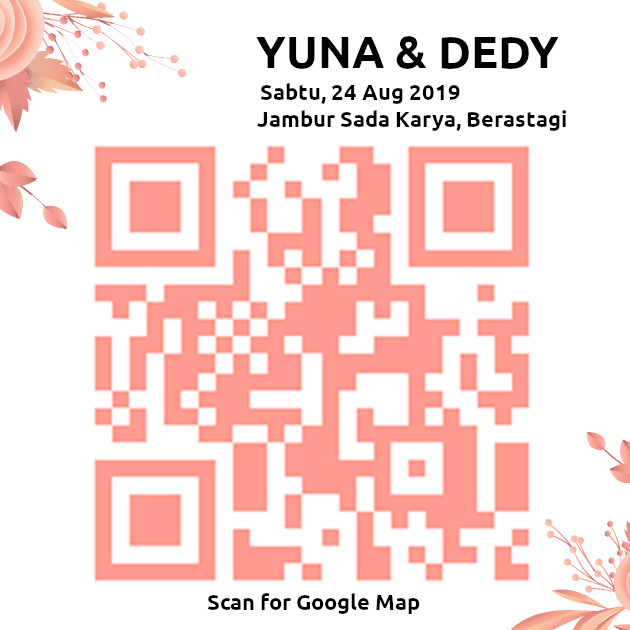 YUNA & DEDY
Sabtu, 24 Aug 2019
Jambur Sada Karya, Berastagi
Scan for Google Map